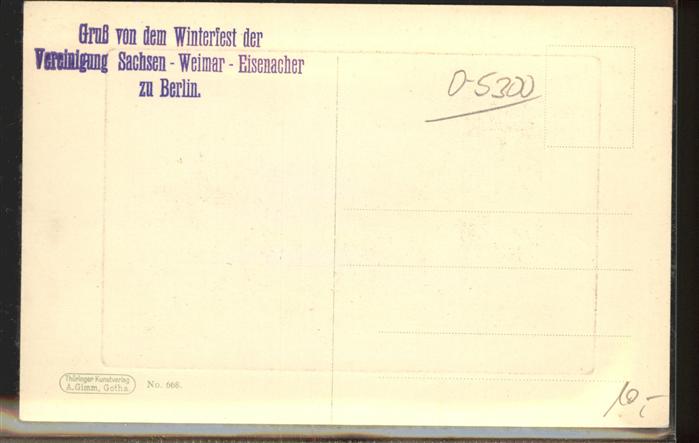 Gruß von dem Winterfest der
Vereinigung Sachsen - Weimar - Eisenacher
zu Berlin.
0-5300
Thüringer Kunstverlag
A. Gimm, Gotha
No. 668.
10,-